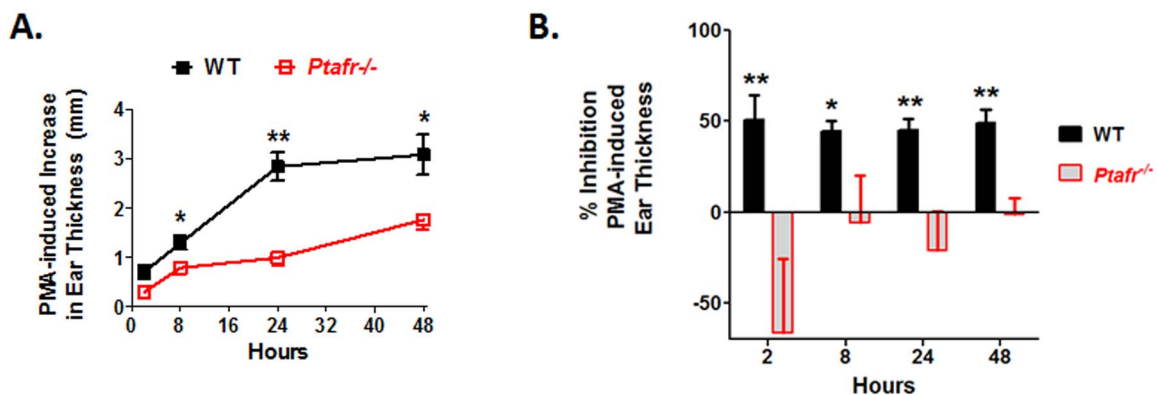 A.
WT Ptafr-/-
PMA-induced Increase
in Ear Thickness (mm)
4
3
2
1
0
*
**
*
0 8 16 24 32 40 48
Hours
B.
% Inhibition
PMA-induced
Ear Thickness
100
50
0
-50
** * ** **
WT
Ptafr-/-
2 8 24 48
Hours